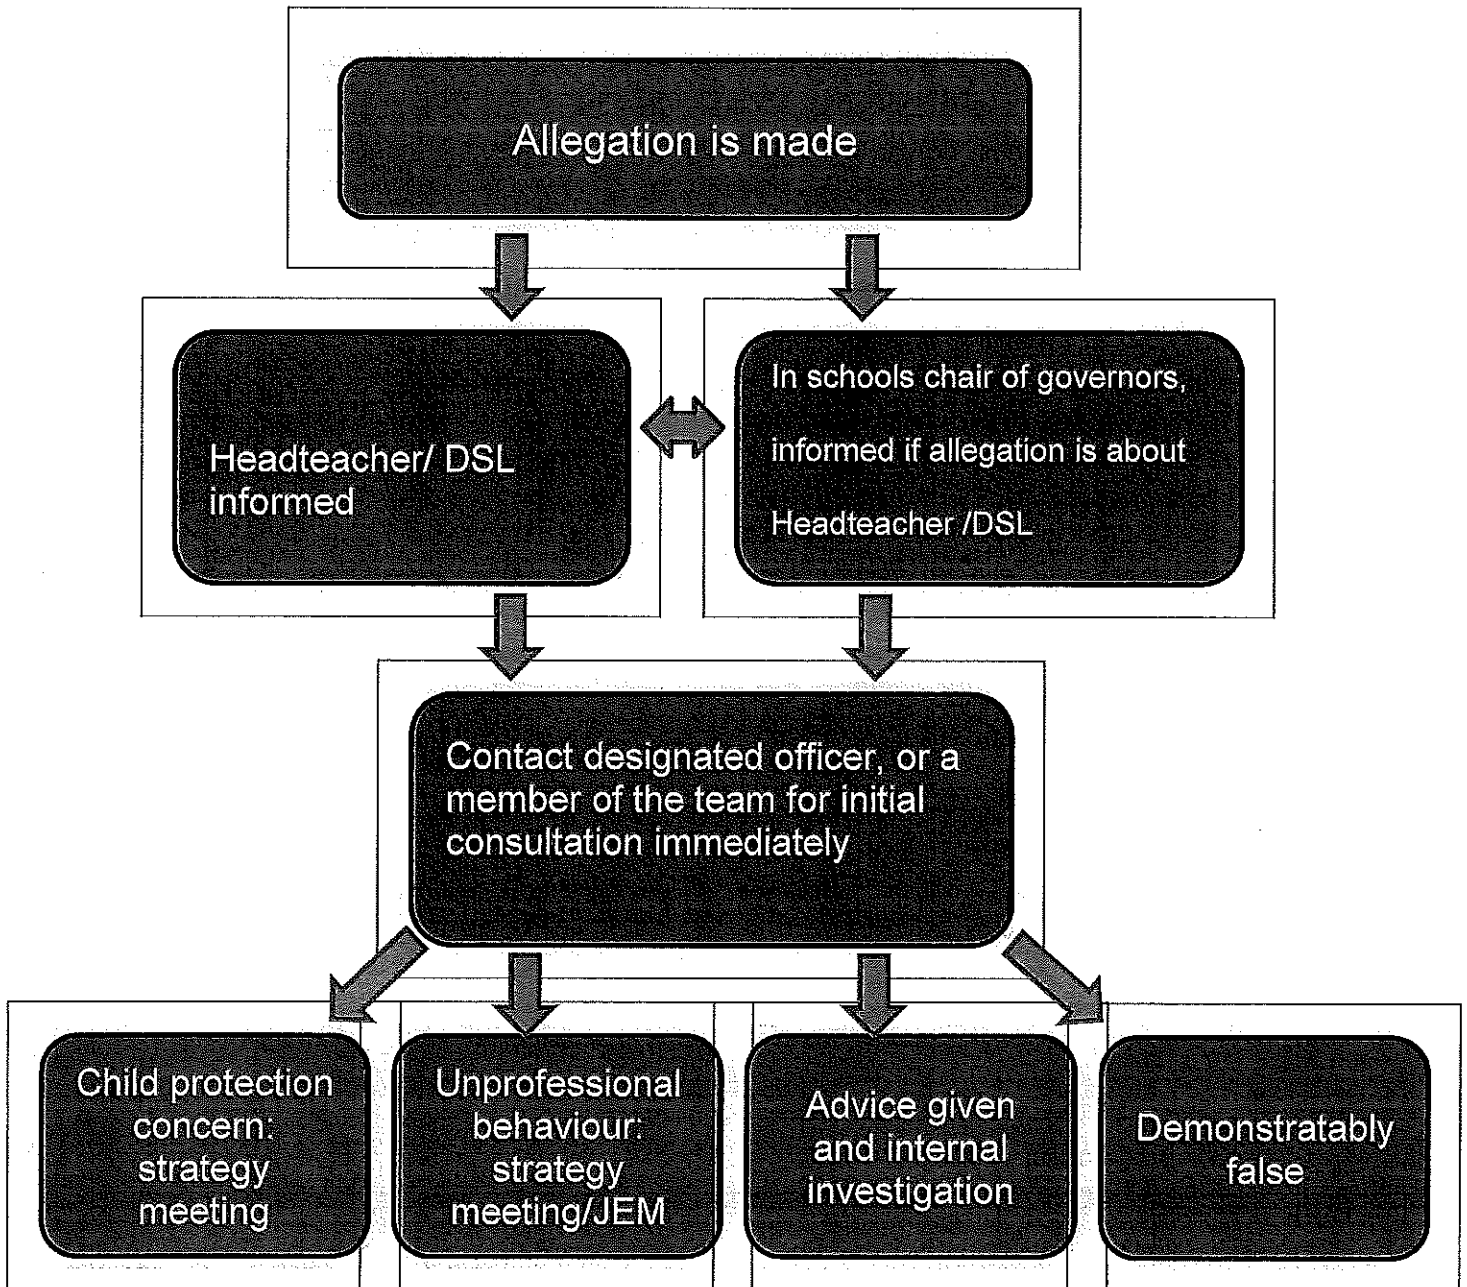 Allegation is made
Headteacher/ DSL
informed
In schools chair of governors,
informed if allegation is about
Headteacher /DSL
Contact designated officer, or a
member of the team for initial
consultation immediately
Child protection
concern:
strategy
meeting
Unprofessional
behaviour:
strategy
meeting/JEM
Advice given
and internal
investigation
Demonstratably
false